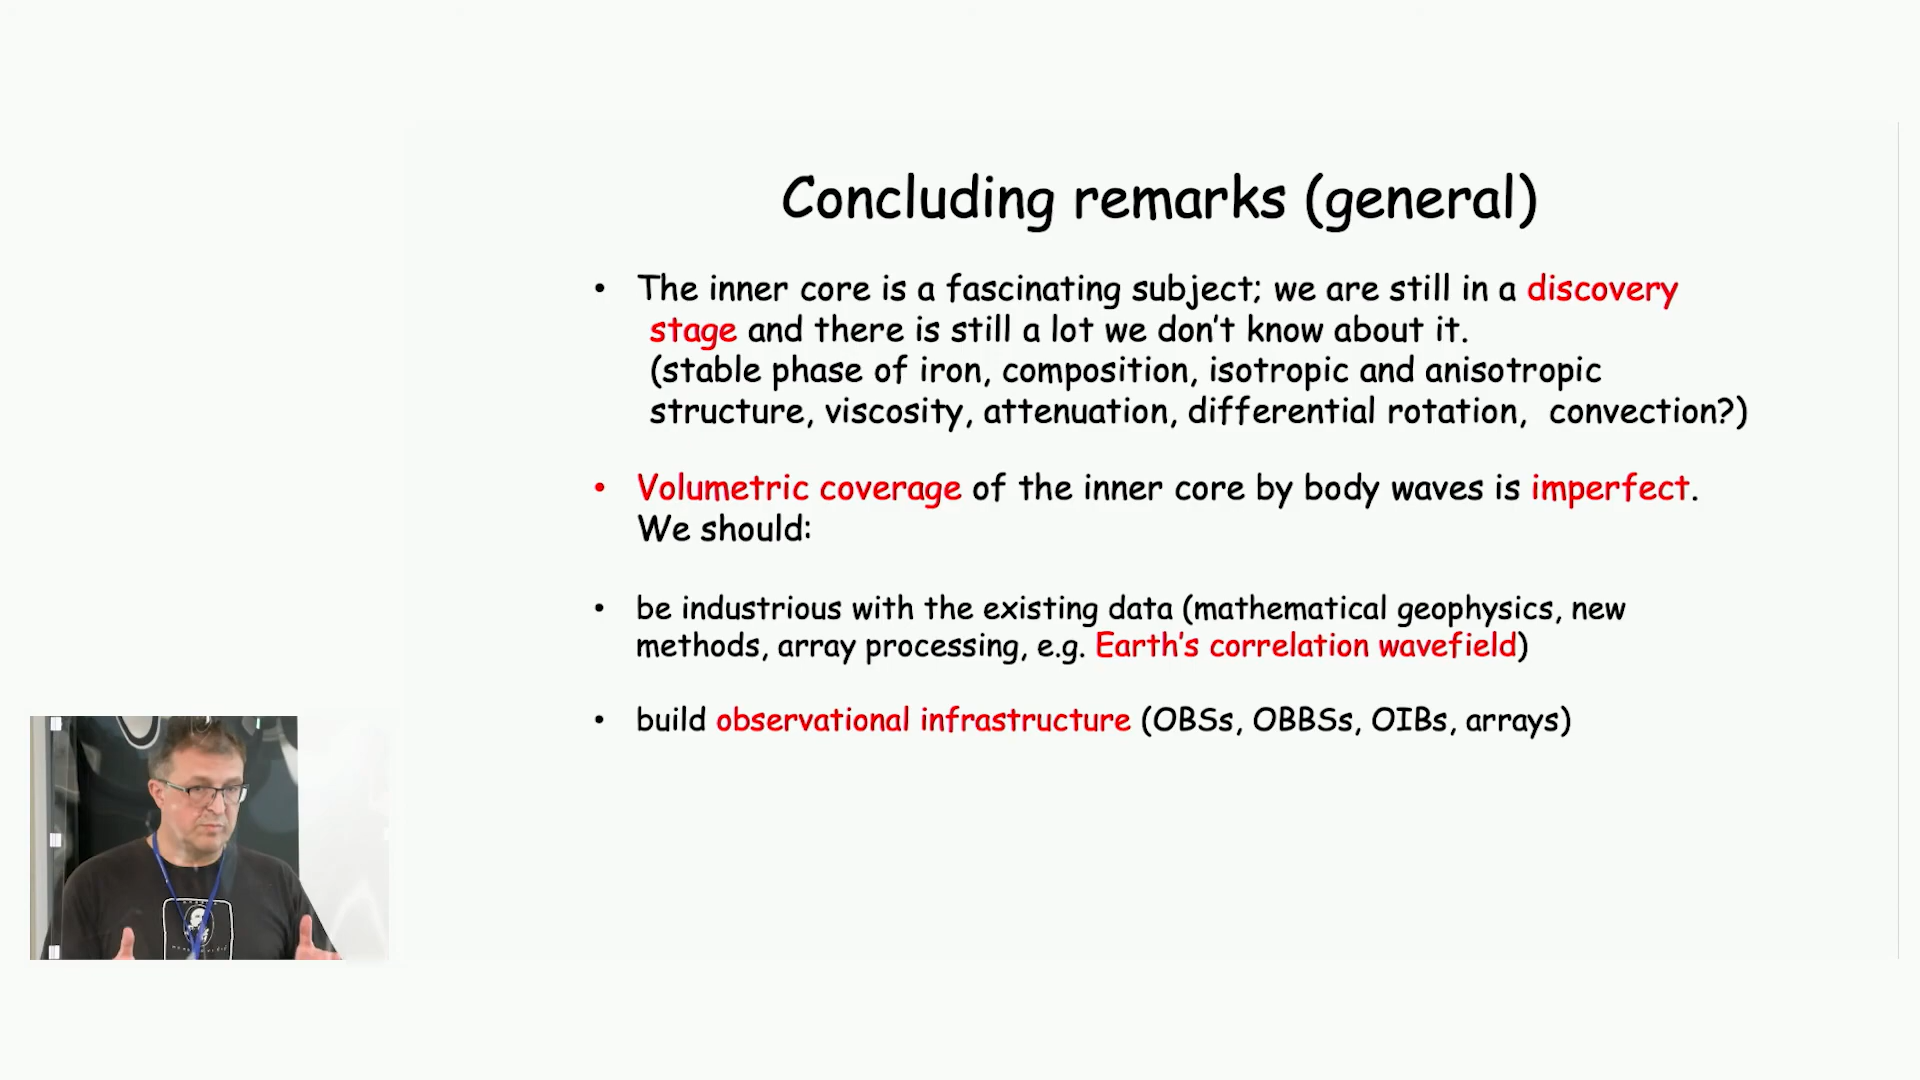 Concluding remarks (general)
• The inner core is a fascinating subject; we are still in a discovery
stage and there is still a lot we don't know about it.
(stable phase of iron, composition, isotropic and anisotropic
structure, viscosity, attenuation, differential rotation, convection?)
• Volumetric coverage of the inner core by body waves is imperfect.
We should:
• be industrious with the existing data (mathematical geophysics, new
methods, array processing, e.g. Earth's correlation wavefield)
• build observational infrastructure (OBSs, OBBSs, OIBs, arrays)